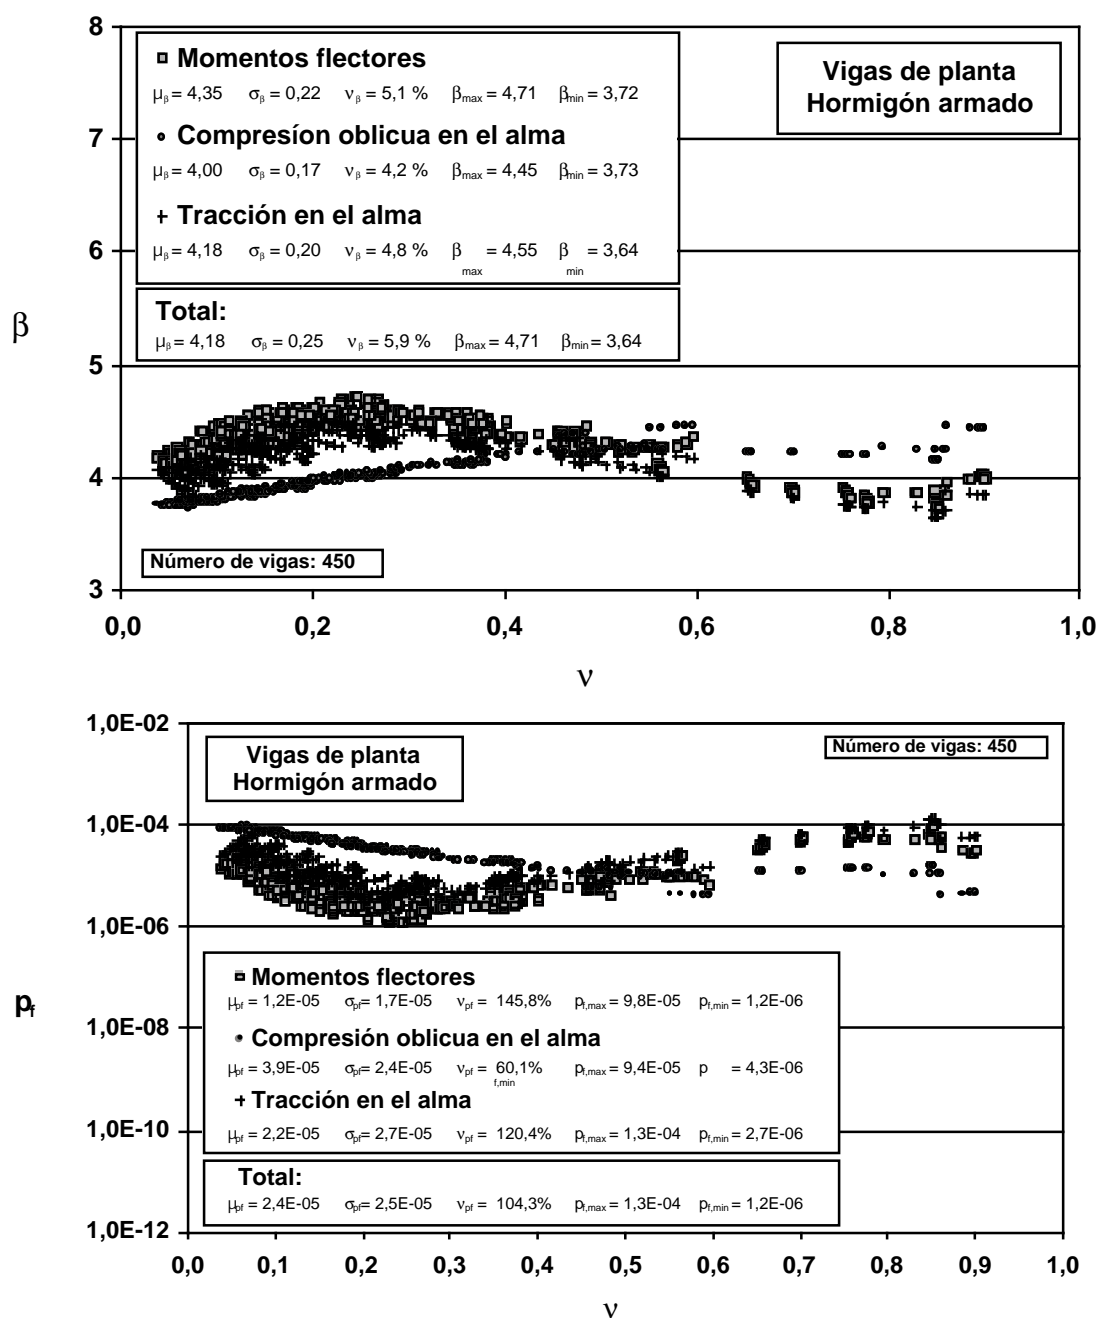 8
7
6
5
4
3
β
Momentos flectores
μβ = 4,35 σβ = 0,22 νβ = 5,1 % βmax = 4,71 βmin = 3,72
Compresíon oblicua en el alma
μβ = 4,00 σβ = 0,17 νβ = 4,2 % βmax = 4,45 βmin = 3,73
Tracción en el alma
μβ = 4,18 σβ = 0,20 νβ = 4,8 % βmax = 4,55 βmin = 3,64
Total:
μβ = 4,18 σβ = 0,25 νβ = 5,9 % βmax = 4,71 βmin = 3,64
Vigas de planta
Hormigón armado
Número de vigas: 450
0,0 0,2 0,4 0,6 0,8 1,0
ν
1,0E-02
1,0E-04
1,0E-06
1,0E-08
1,0E-10
1,0E-12
pf
Vigas de planta
Hormigón armado
Número de vigas: 450
Momentos flectores
μpf = 1,2E-05 σpf = 1,7E-05 νpf = 145,8% pf,max = 9,8E-05 pf,min = 1,2E-06
Compresión oblicua en el alma
μpf = 3,9E-05 σpf = 2,4E-05 νpf = 60,1% pf,max = 9,4E-05 p = 4,3E-06
f,min
Tracción en el alma
μpf = 2,2E-05 σpf = 2,7E-05 νpf = 120,4% pf,max = 1,3E-04 pf,min = 2,7E-06
Total:
μpf = 2,4E-05 σpf = 2,5E-05 νpf = 104,3% pf,max = 1,3E-04 pf,min = 1,2E-06
0,0 0,1 0,2 0,3 0,4 0,5 0,6 0,7 0,8 0,9 1,0
ν